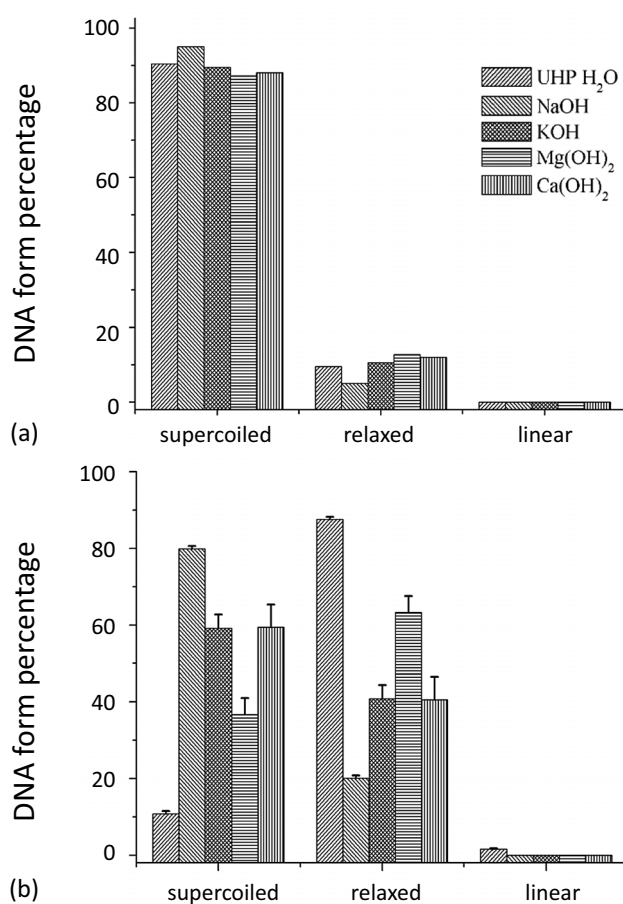 100
80
60
40
20
0
DNA form percentage
UHP H₂O
NaOH
KOH
Mg(OH)₂
Ca(OH)₂
(a)
supercoiled relaxed linear
100
80
60
40
20
0
DNA form percentage
(b)
supercoiled relaxed linear